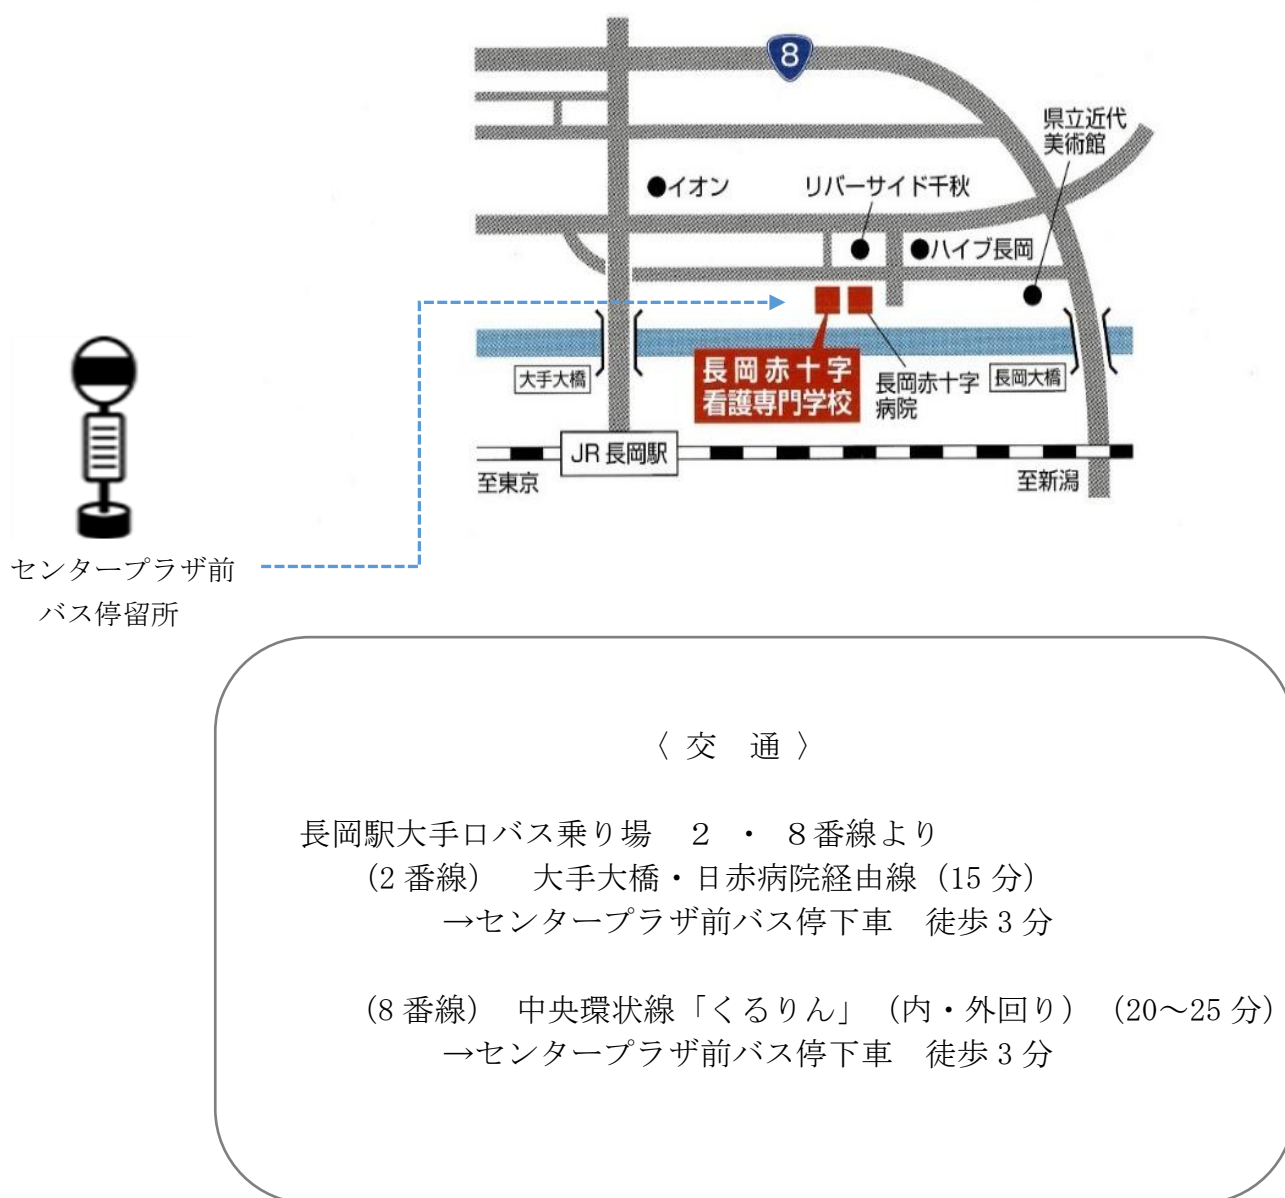 8
県立近代
美術館
●イオン
リバーサイド千秋
●ハイブ長岡
大手大橋
長岡赤十字
看護専門学校
長岡赤十字
病院
長岡大橋
JR 長岡駅
至東京
至新潟
センタープラザ前
バス停留所
〈 交　通 〉
長岡駅大手口バス乗り場　２ ・ ８番線より
（2 番線）　大手大橋・日赤病院経由線（15 分）
→センタープラザ前バス停下車　徒歩 3 分
（8 番線）　中央環状線「くるりん」（内・外回り）（20～25 分）
→センタープラザ前バス停下車　徒歩 3 分